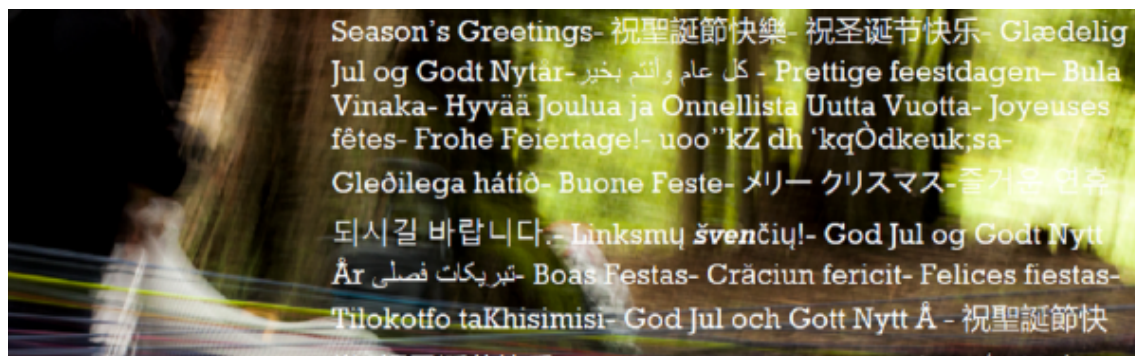 Season’s Greetings- 祝聖誕節快樂- 祝圣诞节快乐- Glædelig
Jul og Godt Nytår- كل عام وأنتم بخير - Prettige feestdagen– Bula
Vinaka- Hyvää Joulua ja Onnellista Uutta Vuotta- Joyeuses
fêtes- Frohe Feiertage!- uoo”kZ dh ‘kqÒdkeuk;sa-
Gleðilega hátíð- Buone Feste- メリー クリスマス-즐거운 연휴
되시길 바랍니다.- Linksmų švenčių!- God Jul og Godt Nytt
År تبریکات فصلی- Boas Festas- Crăciun fericit- Felices fiestas-
Tilokotfo taKhisimisi- God Jul och Gott Nytt Å - 祝聖誕節快